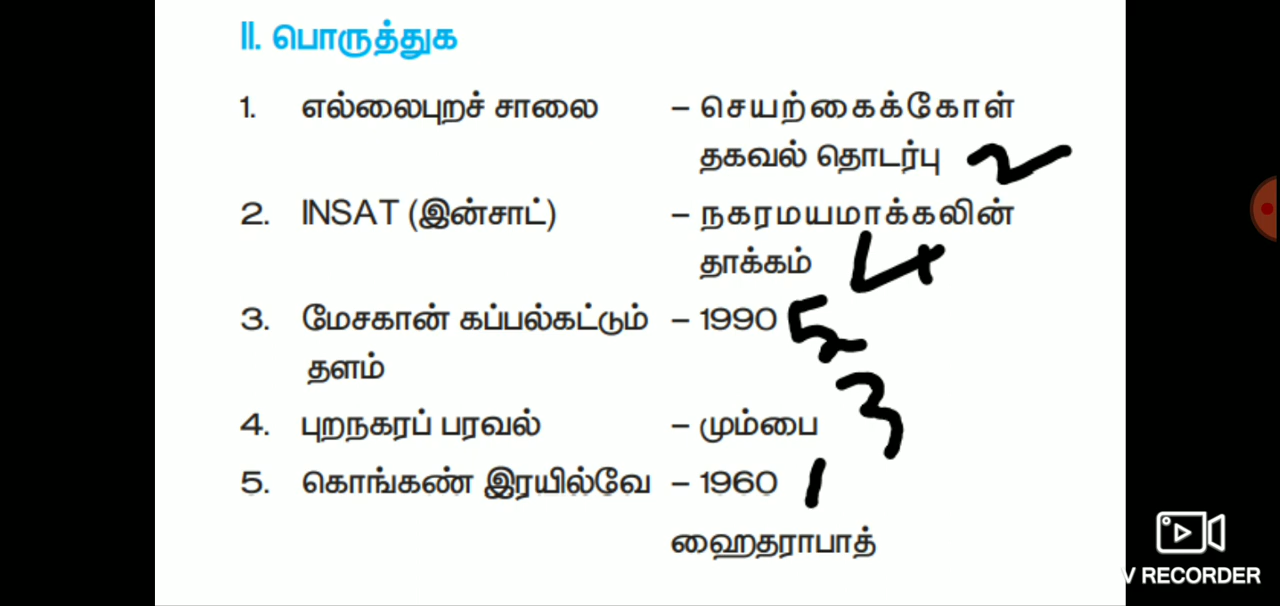 II. பொருத்துக
1. எல்லைபுறச் சாலை – செயற்கைக்கோள்
தகவல் தொடர்பு 2
2. INSAT (இன்சாட்) – நகரமயமாக்கலின்
தாக்கம் 4
3. மேசகான் கப்பல்கட்டும் – 1990 5
தளம்
4. புறநகரப் பரவல் – மும்பை 3
5. கொங்கண் இரயில்வே – 1960 1
ஹைதராபாத்
V RECORDER